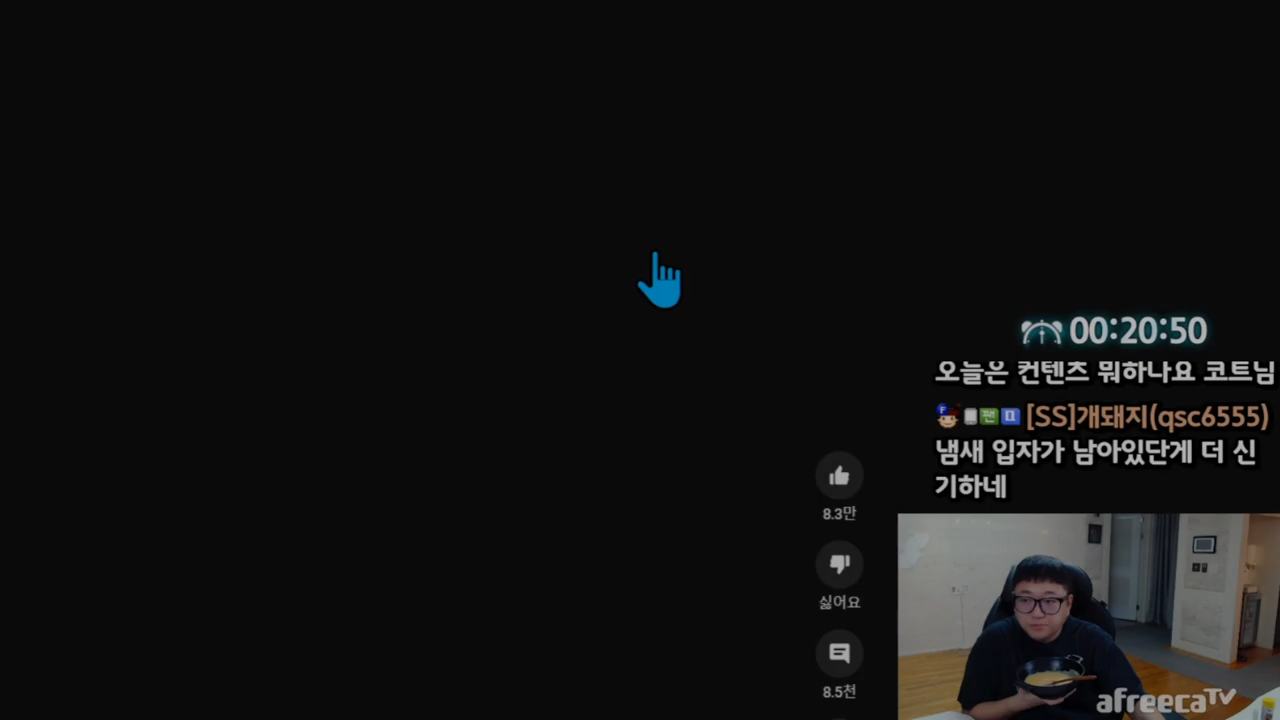 00:20:50
오늘은 컨텐츠 뭐하나요 코트님
[SS]개돼지(qsc6555)
냄새 입자가 남아있단게 더 신
기하네
8.3만
싫어요
8.5천
afreecaTV